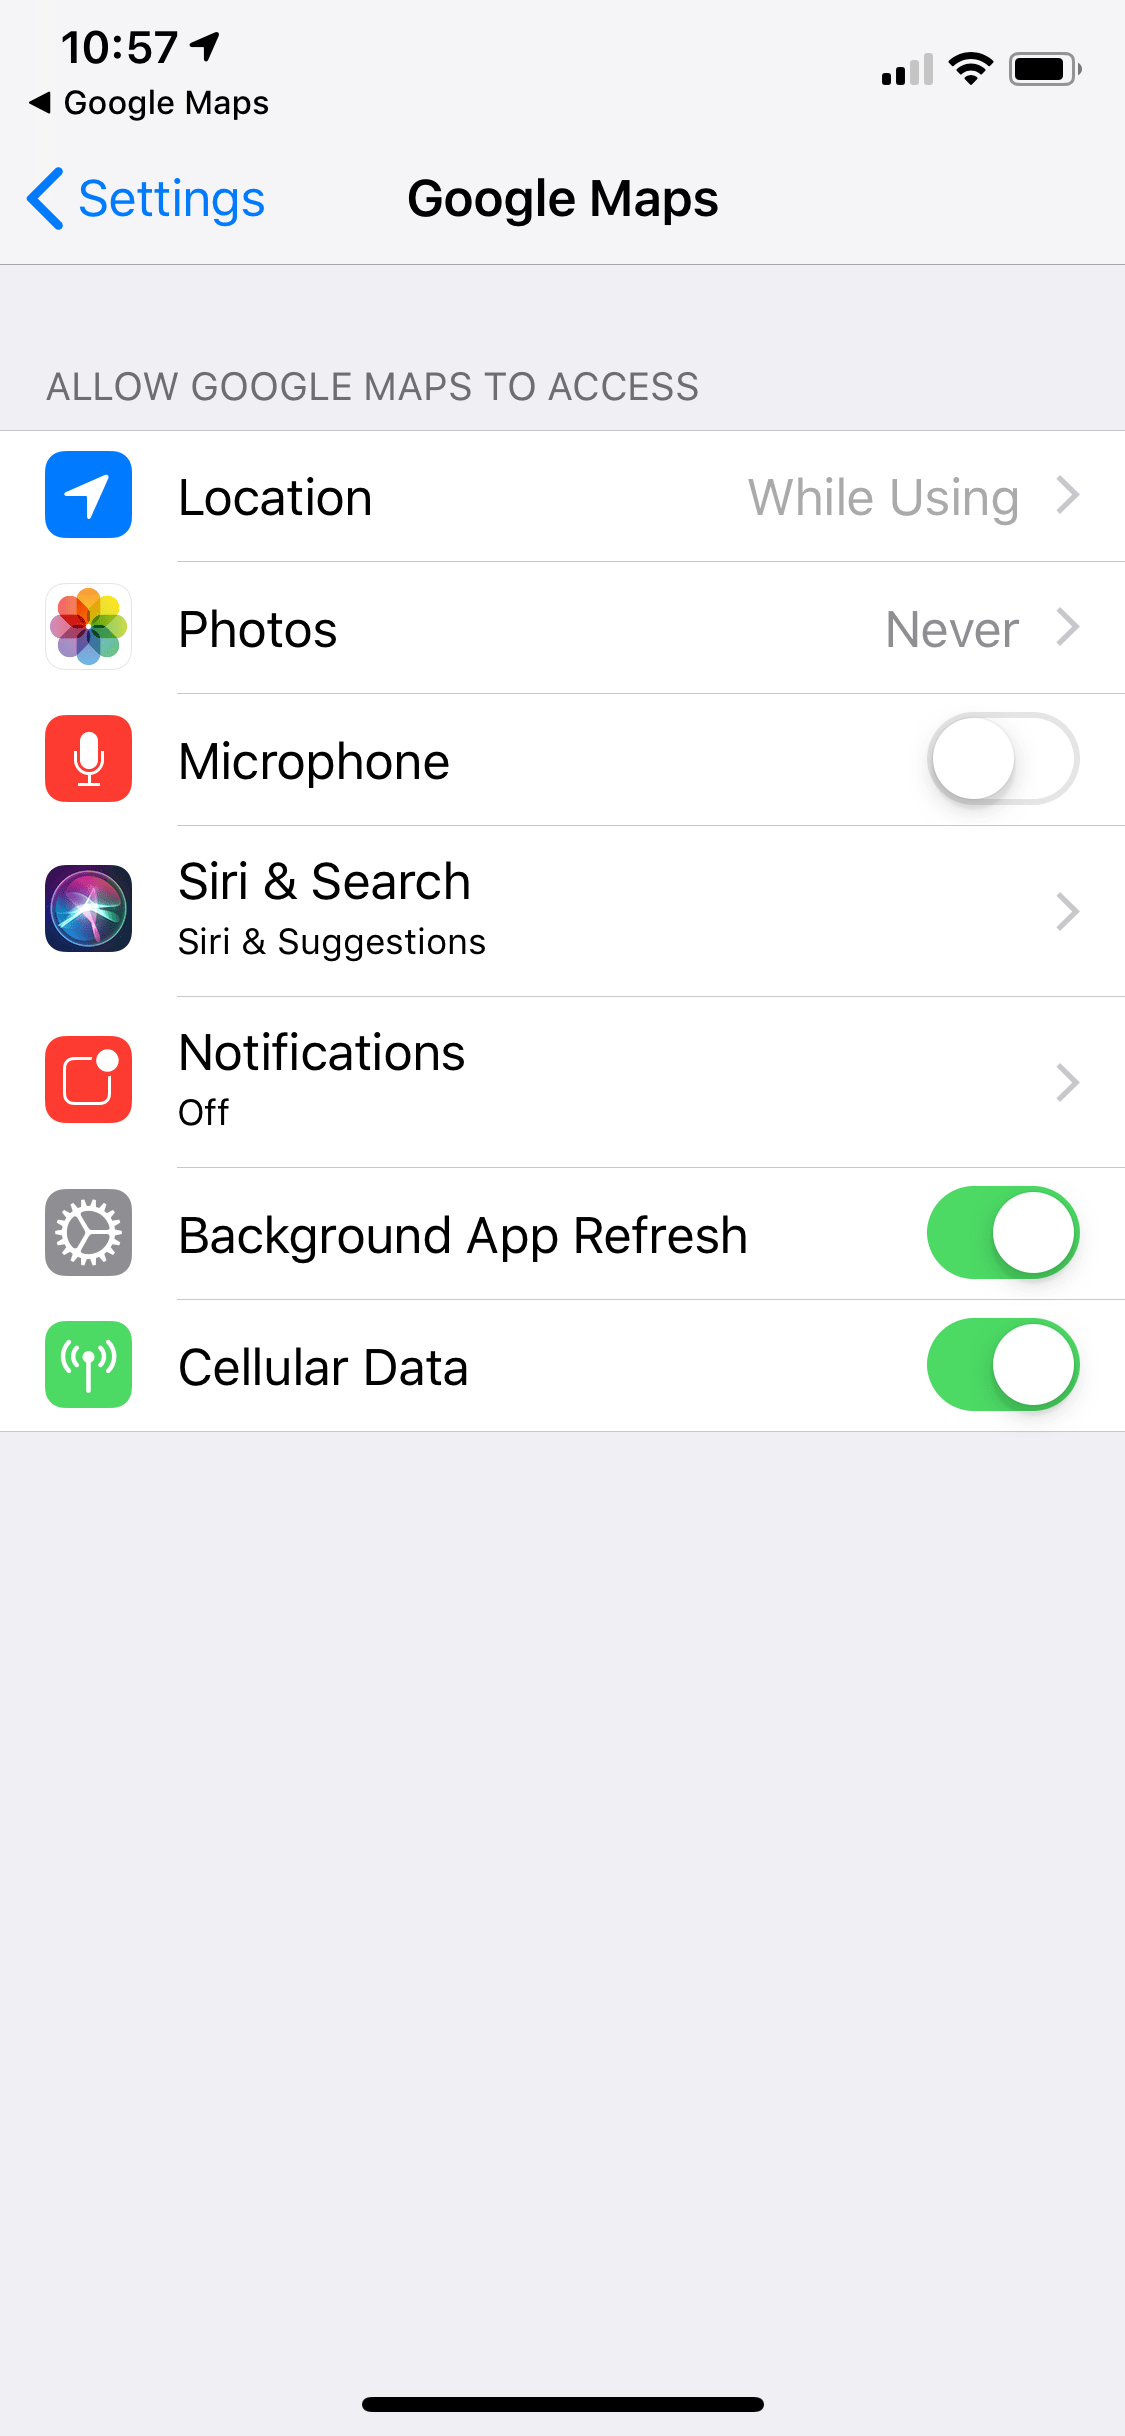 10:57
Google Maps
Settings
Google Maps
ALLOW GOOGLE MAPS TO ACCESS
Location While Using
Photos Never
Microphone
Siri & Search
Siri & Suggestions
Notifications
Off
Background App Refresh
Cellular Data